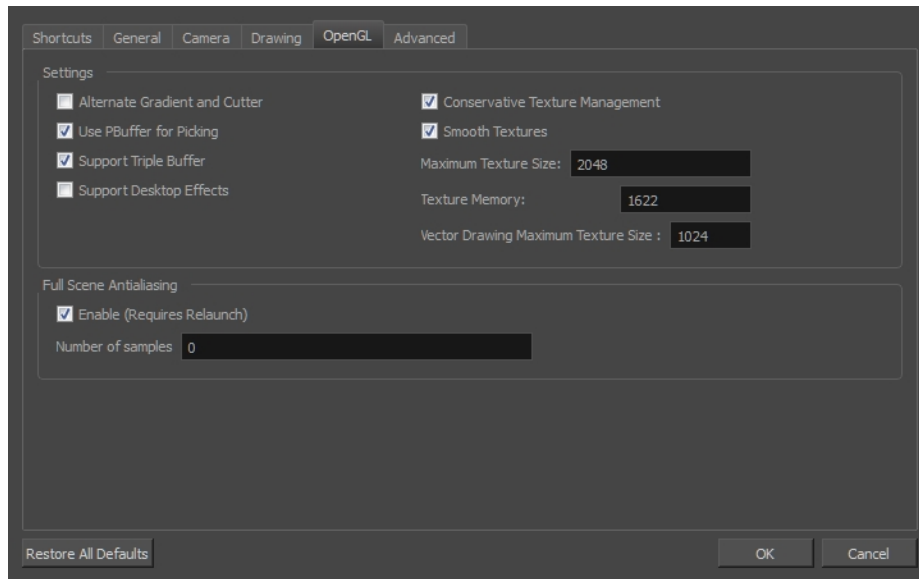 Shortcuts General Camera Drawing OpenGL Advanced
Settings
Alternate Gradient and Cutter
Use PBuffer for Picking
Support Triple Buffer
Support Desktop Effects
Conservative Texture Management
Smooth Textures
Maximum Texture Size: 2048
Texture Memory: 1622
Vector Drawing Maximum Texture Size : 1024
Full Scene Antialiasing
Enable (Requires Relaunch)
Number of samples 0
Restore All Defaults OK Cancel